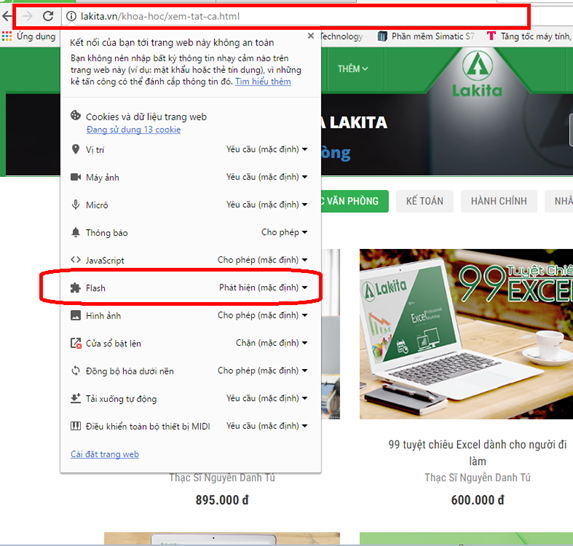 lakita.vn/khoa-hoc/xem-tat-ca.html
Ứng dụng
Technology
Phần mềm Simatic S7
Tăng tốc máy tính,
Kết nối của bạn tới trang web này không an toàn
Bạn không nên nhập bất kỳ thông tin nhạy cảm nào trên
trang web này (ví dụ: mật khẩu hoặc thẻ tín dụng), vì những
kẻ tấn công có thể đánh cắp thông tin đó. Tìm hiểu thêm
THÊM
Lakita
Cookies và dữ liệu trang web
Đang sử dụng 13 cookie
A LAKITA
òng
Vị trí Yêu cầu (mặc định)
Máy ảnh Yêu cầu (mặc định)
Micrô Yêu cầu (mặc định)
Thông báo Cho phép
JavaScript Cho phép (mặc định)
Flash Phát hiện (mặc định)
Hình ảnh Cho phép (mặc định)
Cửa sổ bật lên Chặn (mặc định)
Đồng bộ hóa dưới nền Cho phép (mặc định)
Tải xuống tự động Yêu cầu (mặc định)
Điều khiển toàn bộ thiết bị MIDI Yêu cầu (mặc định)
Cài đặt trang web
C VĂN PHÒNG KẾ TOÁN HÀNH CHÍNH NHÂ
Lakita
99 Tuyệt Chiê
EXCEL
Excel
99 tuyệt chiêu Excel dành cho người đi
làm
Thạc Sĩ Nguyễn Danh Tú
Thạc Sĩ Nguyễn Danh Tú
895.000 đ
600.000 đ